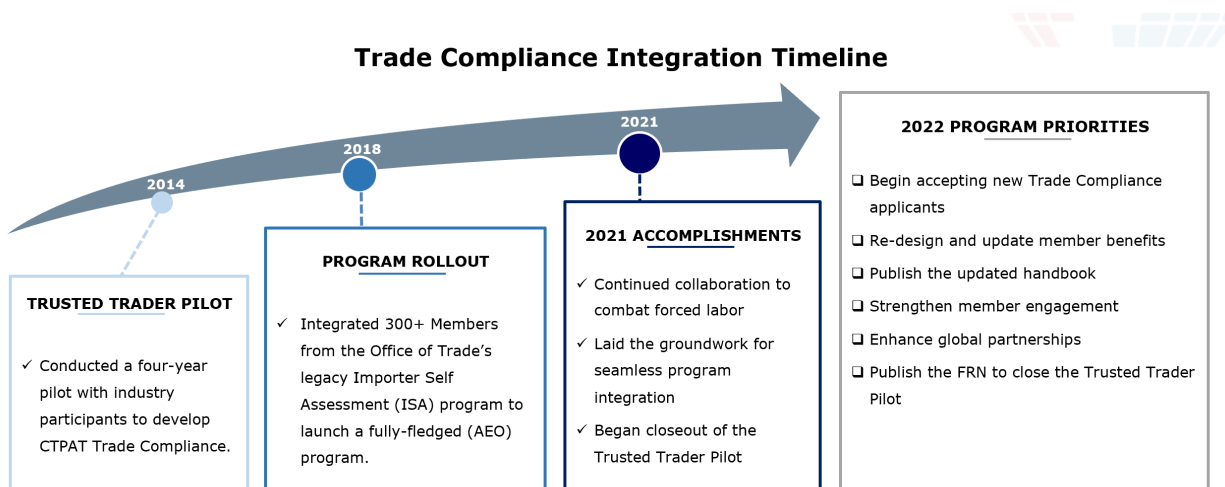 Trade Compliance Integration Timeline
2014
2018
2021
TRUSTED TRADER PILOT
✓ Conducted a four-year
pilot with industry
participants to develop
CTPAT Trade Compliance.
PROGRAM ROLLOUT
✓ Integrated 300+ Members
from the Office of Trade’s
legacy Importer Self
Assessment (ISA) program to
launch a fully-fledged (AEO)
program.
2021 ACCOMPLISHMENTS
✓ Continued collaboration to
combat forced labor
✓ Laid the groundwork for
seamless program
integration
✓ Began closeout of the
Trusted Trader Pilot
2022 PROGRAM PRIORITIES
❑ Begin accepting new Trade Compliance
applicants
❑ Re-design and update member benefits
❑ Publish the updated handbook
❑ Strengthen member engagement
❑ Enhance global partnerships
❑ Publish the FRN to close the Trusted Trader
Pilot